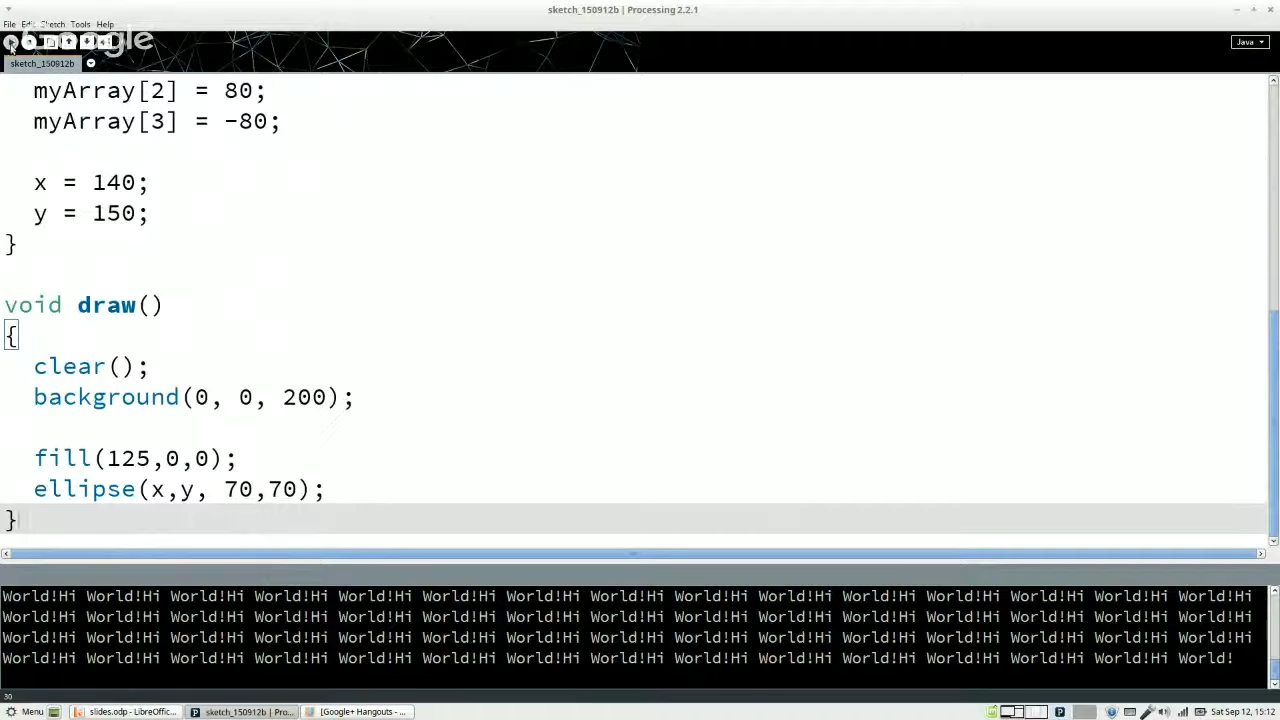 sketch_150912b | Processing 2.2.1
File Edit Sketch Tools Help
Google
Java
sketch_150912b
myArray[2] = 80;
myArray[3] = -80;
x = 140;
y = 150;
}
void draw()
{
clear();
background(0, 0, 200);
fill(125,0,0);
ellipse(x,y, 70,70);
}
World!Hi World!Hi World!Hi World!Hi World!Hi World!Hi World!Hi World!Hi World!Hi World!Hi World!Hi World!Hi World!Hi World!Hi World!Hi
World!Hi World!Hi World!Hi World!Hi World!Hi World!Hi World!Hi World!Hi World!Hi World!Hi World!Hi World!Hi World!Hi World!Hi World!Hi
World!Hi World!Hi World!Hi World!Hi World!Hi World!Hi World!Hi World!Hi World!Hi World!Hi World!Hi World!Hi World!Hi World!Hi World!Hi
World!Hi World!Hi World!Hi World!Hi World!Hi World!Hi World!Hi World!Hi World!Hi World!Hi World!Hi World!Hi World!Hi World!Hi World!
30
Menu slides.odp - LibreOffic... sketch_150912b | Pro... [Google+ Hangouts - ... Sat Sep 12, 15:12